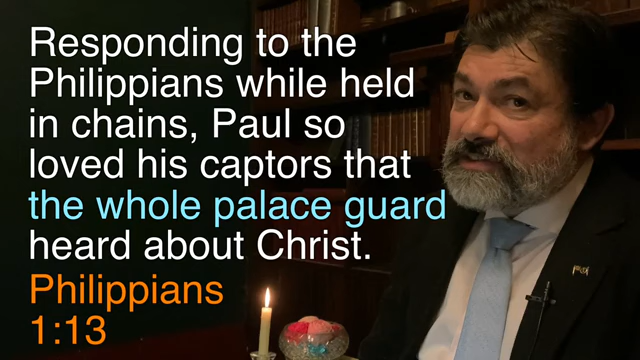 Responding to the
Philippians while held
in chains, Paul so
loved his captors that
the whole palace guard
heard about Christ.
Philippians
1:13